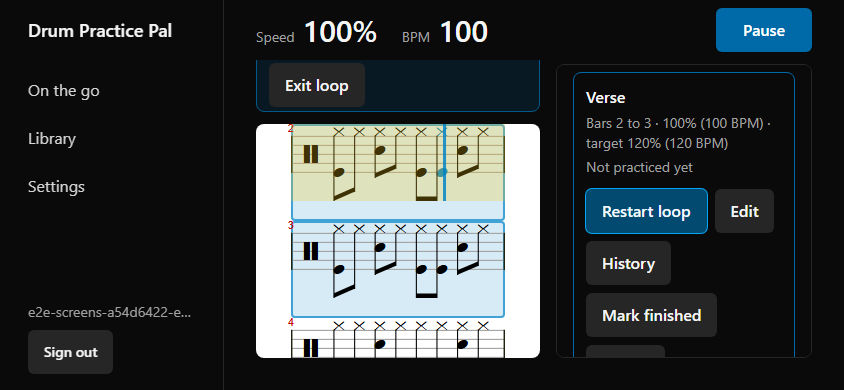 Drum Practice Pal
On the go
Library
Settings
e2e-screens-a54d6422-e...
Sign out
Speed 100% BPM 100
Pause
Exit loop
2
3
4
Verse
Bars 2 to 3 · 100% (100 BPM) ·
target 120% (120 BPM)
Not practiced yet
Restart loop
Edit
History
Mark finished